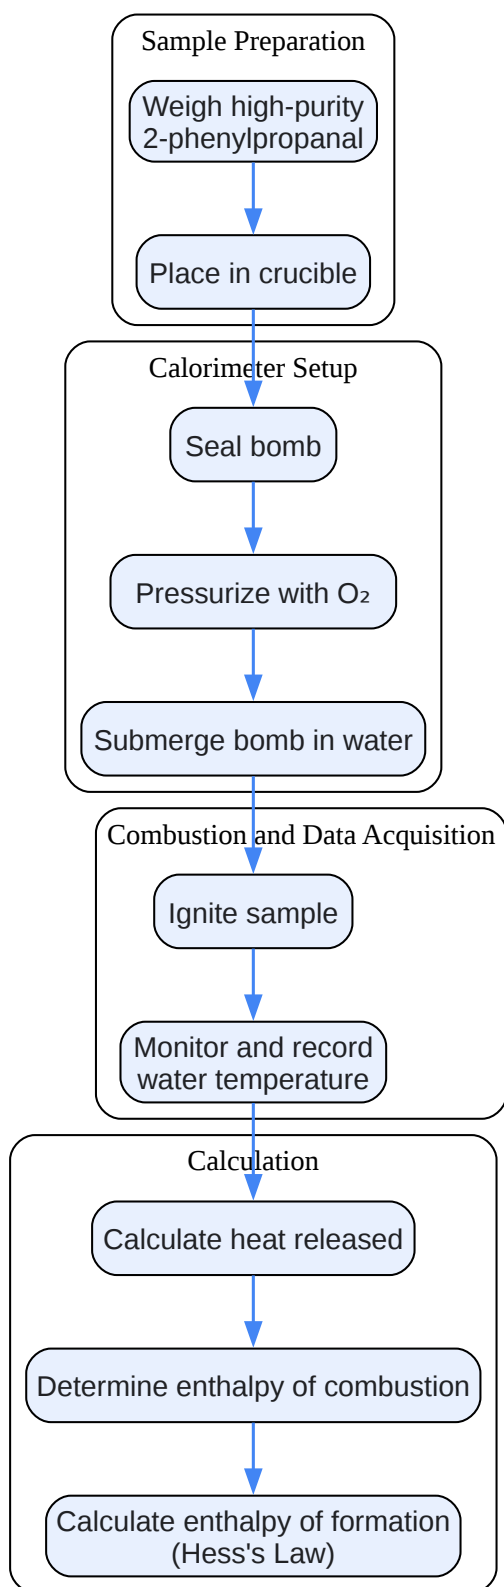 Sample Preparation
Weigh high-purity
2-phenylpropanal
Place in crucible
Calorimeter Setup
Seal bomb
Pressurize with O₂
Submerge bomb in water
Combustion and Data Acquisition
Ignite sample
Monitor and record
water temperature
Calculation
Calculate heat released
Determine enthalpy of combustion
Calculate enthalpy of formation
(Hess's Law)